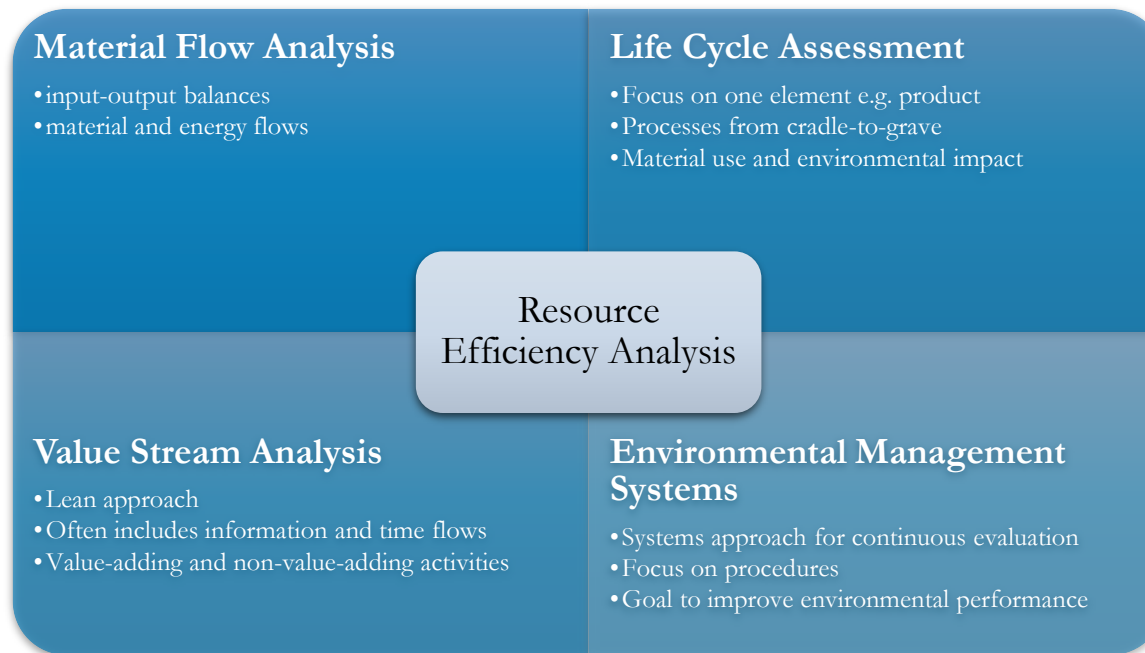 Material Flow Analysis
•input-output balances
•material and energy flows
Life Cycle Assessment
•Focus on one element e.g. product
•Processes from cradle-to-grave
•Material use and environmental impact
Resource
Efficiency Analysis
Value Stream Analysis
•Lean approach
•Often includes information and time flows
•Value-adding and non-value-adding activities
Environmental Management
Systems
•Systems approach for continuous evaluation
•Focus on procedures
•Goal to improve environmental performance